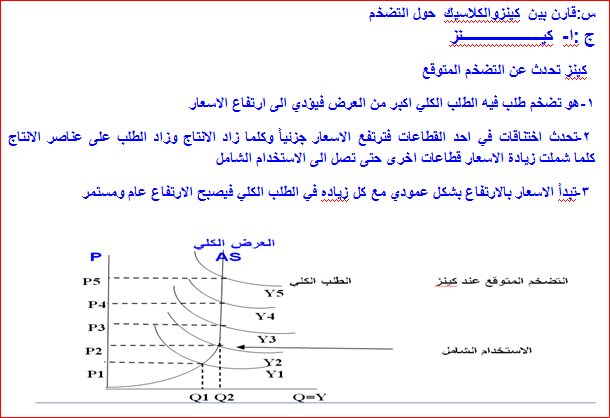 س:قارن بين كينزوالكلاسيك حول التضخم
ج :١- كيـــــــــــــنز
كينز تحدث عن التضخم المتوقع
١-هو تضخم طلب فيه الطلب الكلي اكبر من العرض فيؤدي الى ارتفاع الاسعار
٢-تحدث اختناقات في احد القطاعات فترتفع الاسعار جزنياً وكلما زاد الانتاج وزاد الطلب على عناصر الانتاج
كلما شملت زيادة الاسعار قطاعات اخرى حتى تصل الى الاستخدام الشامل
٣-تبدأ الاسعار بالارتفاع بشكل عمودي مع كل زياده في الطلب الكلي فيصبح الارتفاع عام ومستمر
العرض الكلي
P AS
P5 الطلب الكلي التضخم المتوقع عند كينز
Y5
P4
Y4
P3
Y3
P2 الاستخدام الشامل
Y2
P1 Y1
Q1 Q2 Q=Y